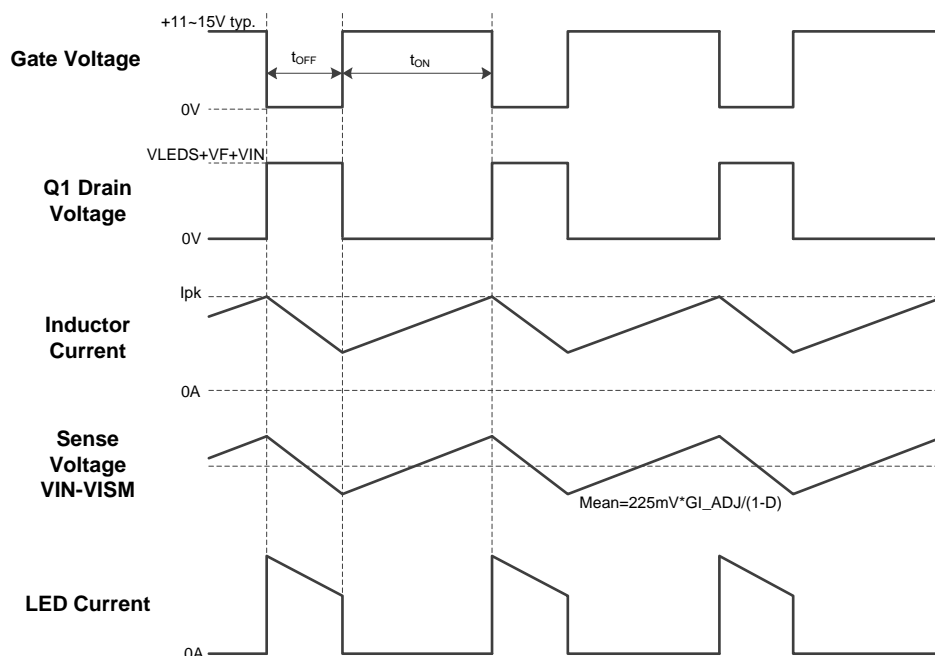 +11~15V typ.
Gate Voltage
tOFF
tON
0V
VLEDS+VF+VIN
Q1 Drain
Voltage
0V
Ipk
Inductor
Current
0A
Sense
Voltage
VIN-VISM
Mean=225mV*GI_ADJ/(1-D)
LED Current
0A